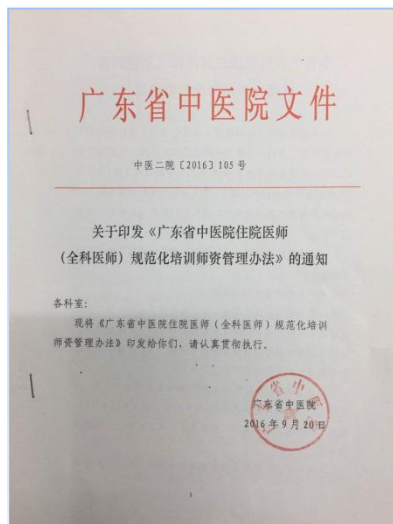 广东省中医院文件
中医二院〔2016〕105号
关于印发《广东省中医院住院医师
(全科医师)规范化培训师资管理办法》的通知
各科室:
现将《广东省中医院住院医师(全科医师)规范化培训
师资管理办法》印发给你们,请认真贯彻执行。
广东省中医院
2016年9月20日